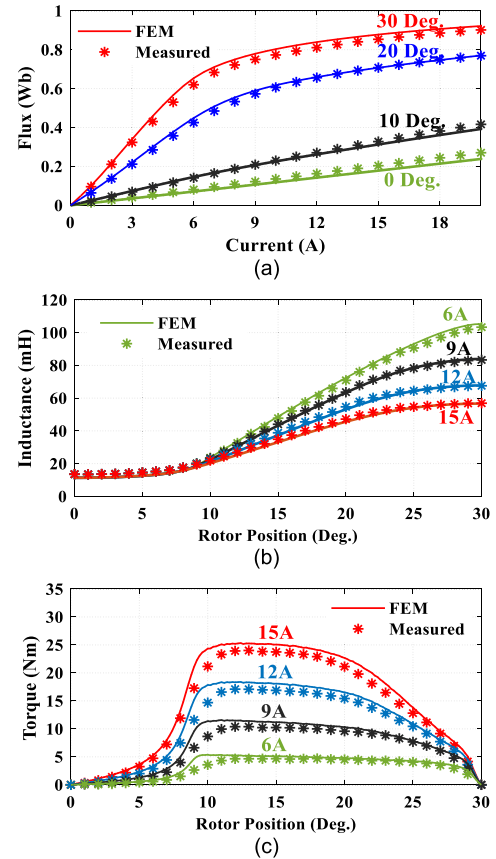 1
0.8
0.6
0.4
0.2
0
Flux (Wb)
FEM
Measured
30 Deg.
20 Deg.
10 Deg.
0 Deg.
0 3 6 9 12 15 18
Current (A)
(a)
120
100
80
60
40
20
0
Inductance (mH)
FEM
Measured
6A
9A
12A
15A
0 5 10 15 20 25 30
Rotor Position (Deg.)
(b)
35
30
25
20
15
10
5
0
Torque (Nm)
FEM
Measured
15A
12A
9A
6A
0 5 10 15 20 25 30
Rotor Position (Deg.)
(c)